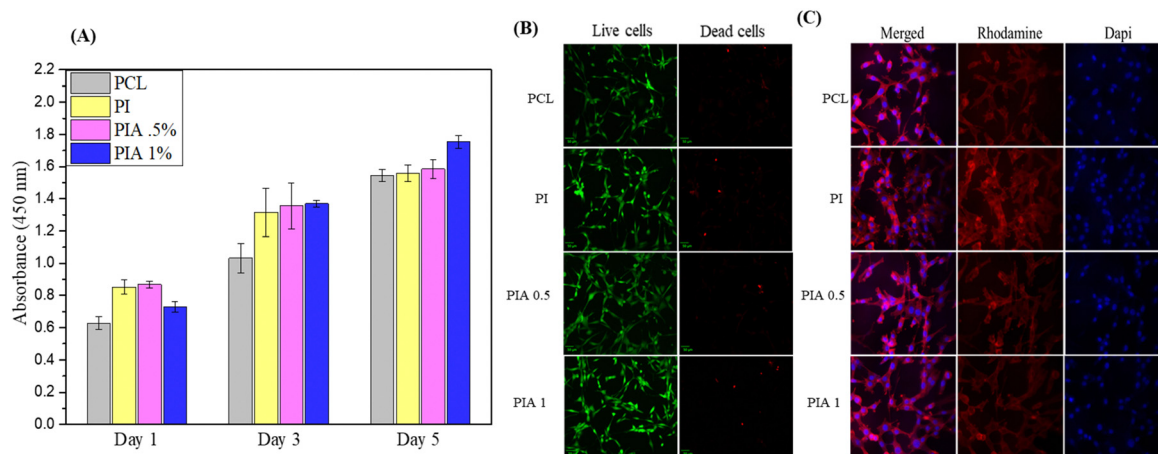 (A)
2.2
2.0
1.8
1.6
1.4
1.2
1.0
0.8
0.6
0.4
0.2
0.0
Absorbance (450 nm)
PCL
PI
PIA .5%
PIA 1%
Day 1 Day 3 Day 5
(B)
Live cells Dead cells
PCL
PI
PIA 0.5
PIA 1
(C)
Merged Rhodamine Dapi
PCL
PI
PIA 0.5
PIA 1